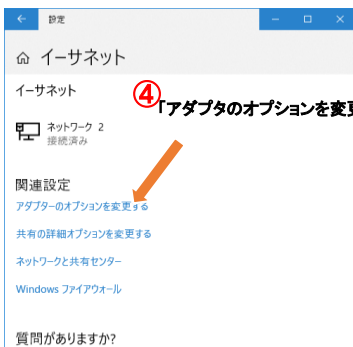 設定
イーサネット
イーサネット
④
「アダプタのオプションを変
ネットワーク 2
接続済み
関連設定
アダプターのオプションを変更する
共有の詳細オプションを変更する
ネットワークと共有センター
Windows ファイアウォール
質問がありますか?